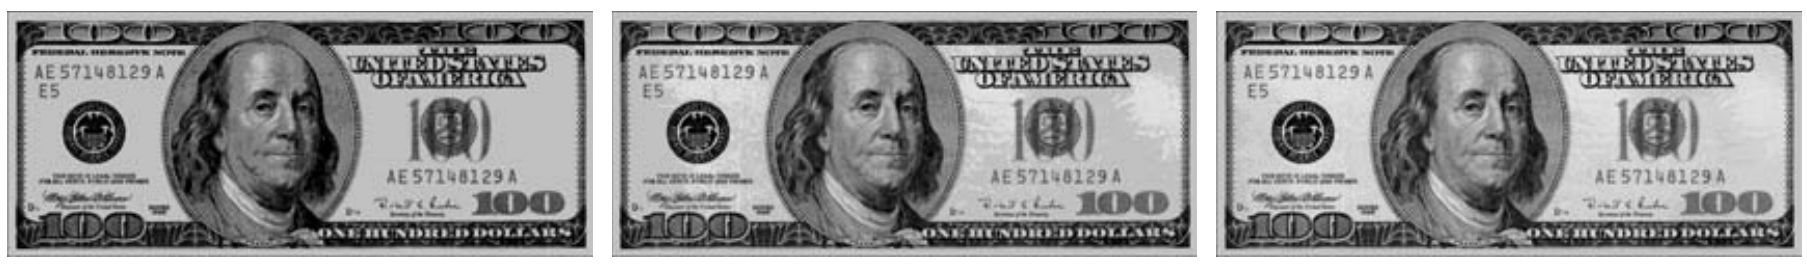 100 100
FEDERAL RESERVE NOTE
THE
UNITED STATES
OF AMERICA
AE 57148129 A
E5
100
AE 57148129 A
100
100
ONE HUNDRED DOLLARS
100 100
FEDERAL RESERVE NOTE
THE
UNITED STATES
OF AMERICA
AE 57148129 A
E5
100
AE 57148129 A
100
100
ONE HUNDRED DOLLARS
100 100
FEDERAL RESERVE NOTE
THE
UNITED STATES
OF AMERICA
AE 57148129 A
E5
100
AE 57148129 A
100
100
ONE HUNDRED DOLLARS